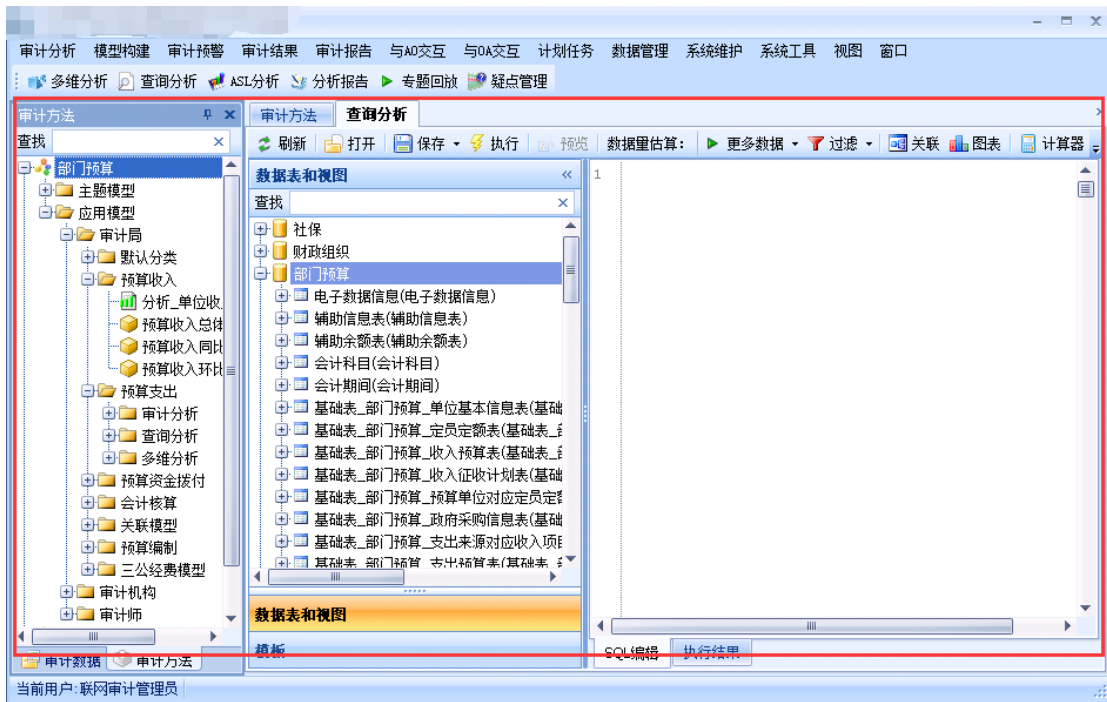 审计分析 模型构建 审计预警 审计结果 审计报告 与AO交互 与OA交互 计划任务 数据管理 系统维护 系统工具 视图 窗口
多维分析 查询分析 ASL分析 分析报告 专题回放 疑点管理
审计方法
查找
部门预算
主题模型
应用模型
审计局
默认分类
预算收入
分析_单位收
预算收入总体
预算收入同比
预算收入环比
预算支出
审计分析
查询分析
多维分析
预算资金拨付
会计核算
关联模型
预算编制
三公经费模型
审计机构
审计师
审计数据 审计方法
审计方法 查询分析
刷新 打开 保存 执行 预览 数据量估算: 更多数据 过滤 关联 图表 计算器
数据表和视图
查找
社保
财政组织
部门预算
电子数据信息(电子数据信息)
辅助信息表(辅助信息表)
辅助余额表(辅助余额表)
会计科目(会计科目)
会计期间(会计期间)
基础表_部门预算_单位基本信息表(基础
基础表_部门预算_定员定额表(基础表_
基础表_部门预算_收入预算表(基础表_
基础表_部门预算_收入征收计划表(基础
基础表_部门预算_预算单位对应定员定
基础表_部门预算_政府采购信息表(基础
基础表_部门预算_支出来源对应收入项
基础表_部门预算_支出预算表(基础表_
数据表和视图
模板
1
SQL编辑 执行结果
当前用户:联网审计管理员